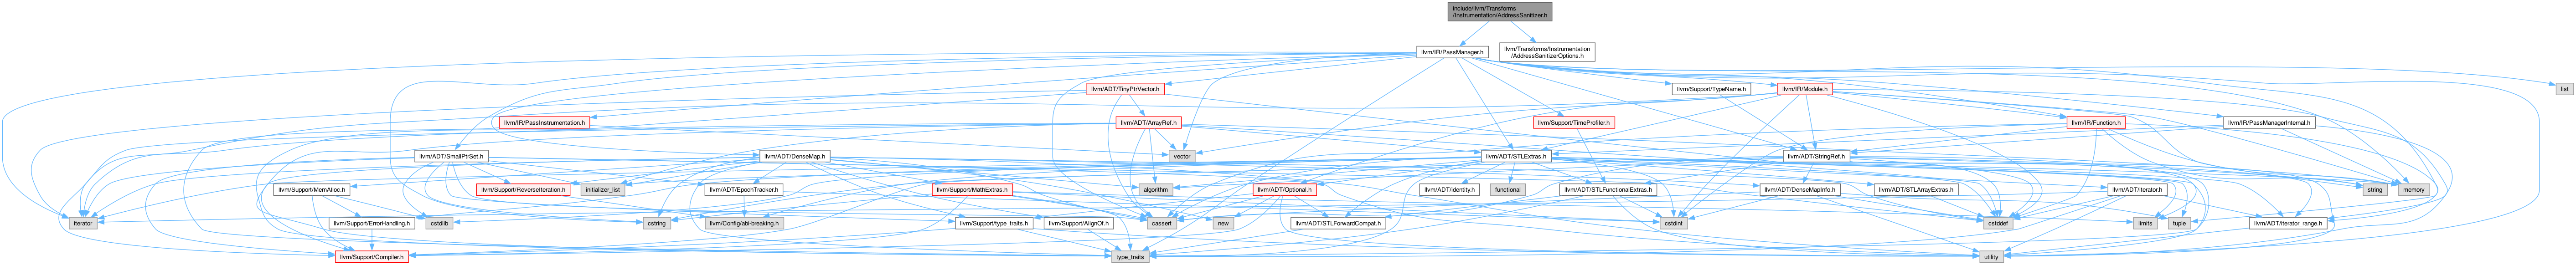 include/llvm/Transforms
/Instrumentation/AddressSanitizer.h
llvm/IR/PassManager.h
llvm/Transforms/Instrumentation
/AddressSanitizerOptions.h
llvm/ADT/TinyPtrVector.h
llvm/Support/TypeName.h
llvm/IR/Module.h
list
llvm/IR/PassInstrumentation.h
llvm/ADT/ArrayRef.h
llvm/Support/TimeProfiler.h
llvm/IR/Function.h
llvm/IR/PassManagerInternal.h
llvm/ADT/SmallPtrSet.h
llvm/ADT/DenseMap.h
vector
llvm/ADT/STLExtras.h
llvm/ADT/StringRef.h
llvm/Support/MemAlloc.h
llvm/Support/ReverseIteration.h
initializer_list
llvm/ADT/EpochTracker.h
llvm/Support/MathExtras.h
algorithm
llvm/ADT/Optional.h
llvm/ADT/identity.h
functional
llvm/ADT/STLFunctionalExtras.h
llvm/ADT/DenseMapInfo.h
llvm/ADT/STLArrayExtras.h
llvm/ADT/iterator.h
string
memory
iterator
llvm/Support/ErrorHandling.h
cstdlib
cstring
llvm/Config/abi-breaking.h
llvm/Support/type_traits.h
llvm/Support/AlignOf.h
cassert
new
llvm/ADT/STLForwardCompat.h
cstdint
cstddef
limits
tuple
llvm/ADT/iterator_range.h
llvm/Support/Compiler.h
type_traits
utility